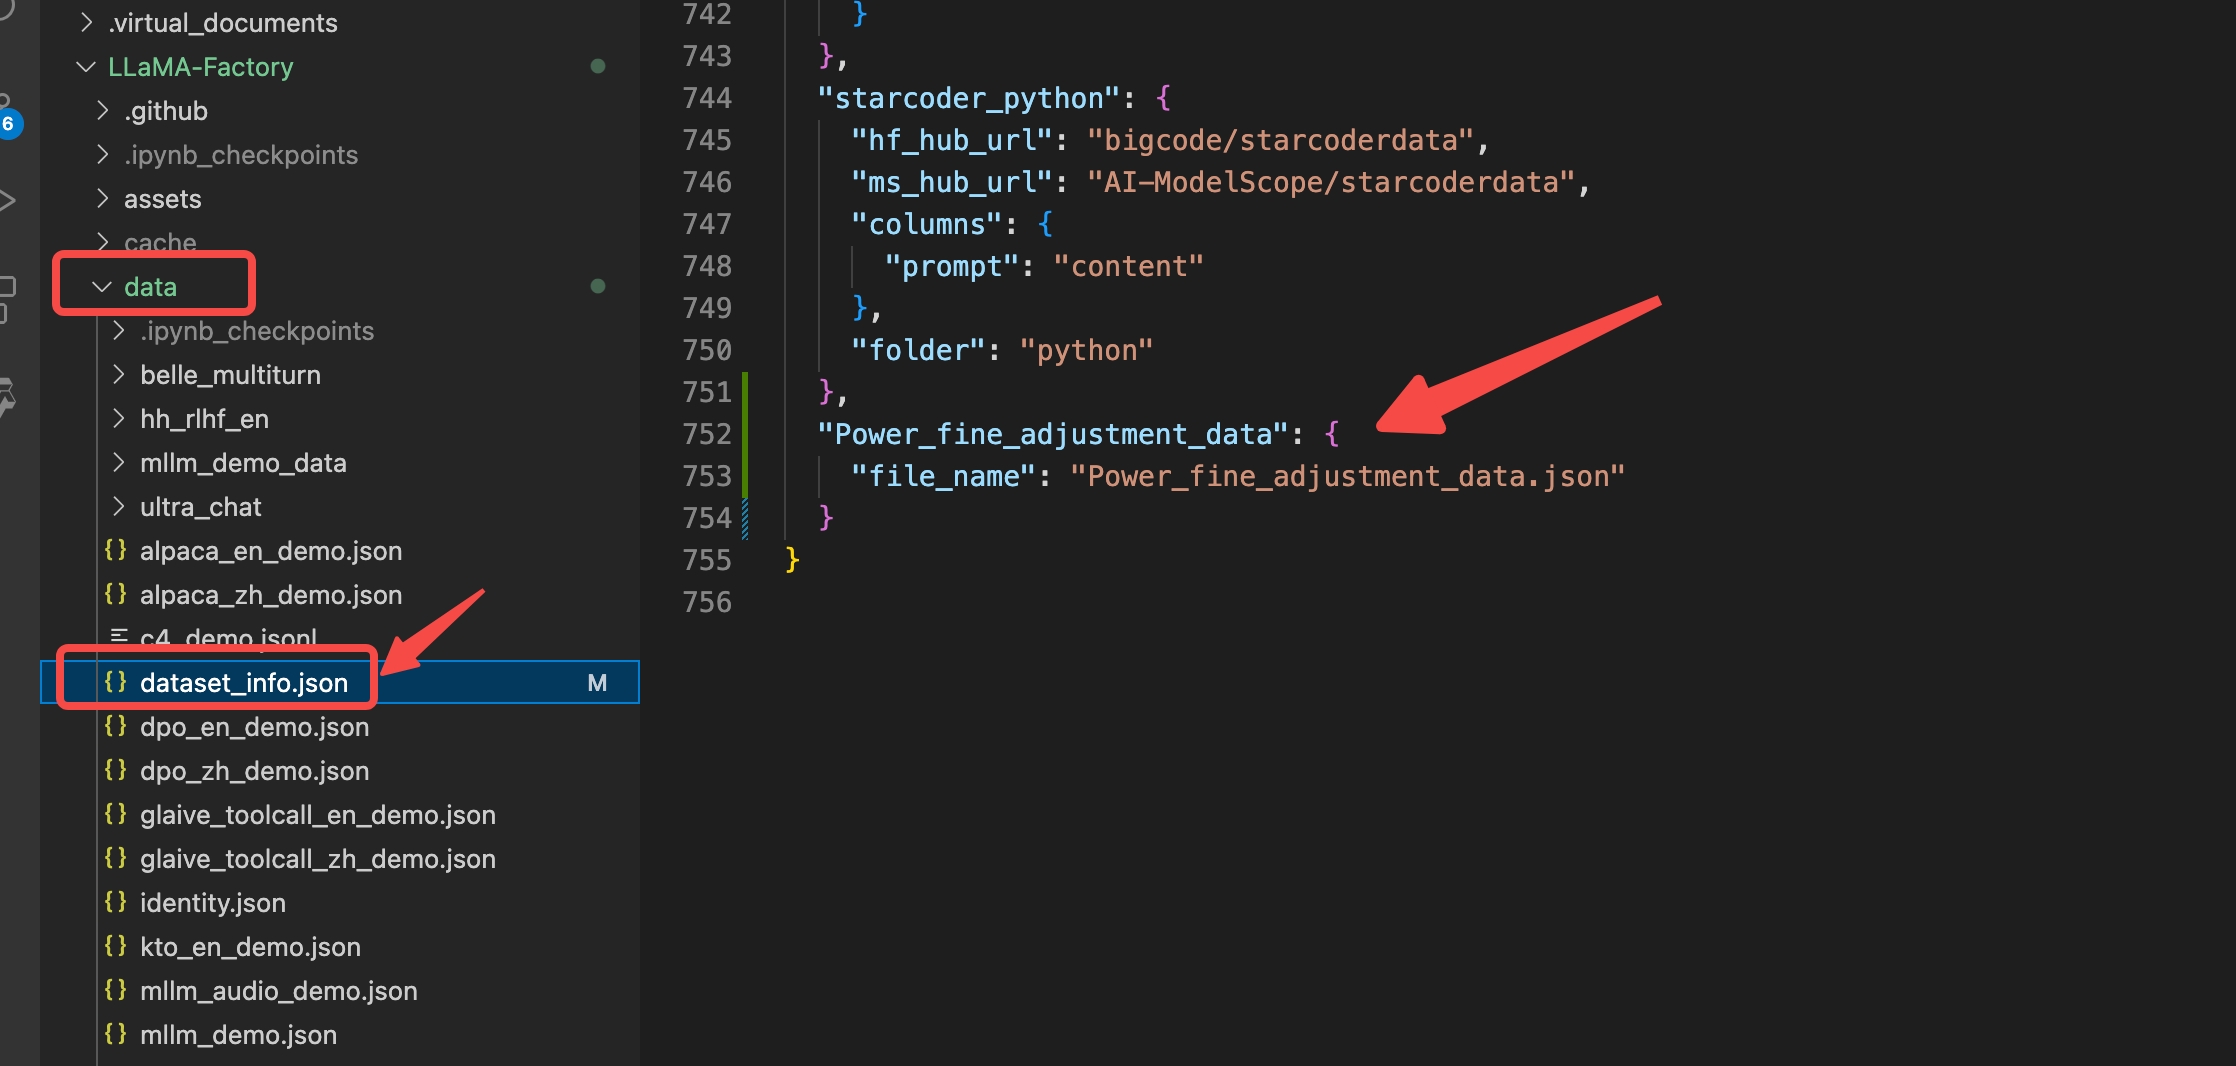 .virtual_documents
LLaMA-Factory
.github
.ipynb_checkpoints
assets
cache
data
.ipynb_checkpoints
belle_multiturn
hh_rlhf_en
mllm_demo_data
ultra_chat
alpaca_en_demo.json
alpaca_zh_demo.json
c4_demo.jsonl
dataset_info.json M
dpo_en_demo.json
dpo_zh_demo.json
glaive_toolcall_en_demo.json
glaive_toolcall_zh_demo.json
identity.json
kto_en_demo.json
mllm_audio_demo.json
mllm_demo.json
6
742 }
743 },
744 "starcoder_python": {
745 "hf_hub_url": "bigcode/starcoderdata",
746 "ms_hub_url": "AI-ModelScope/starcoderdata",
747 "columns": {
748 "prompt": "content"
749 },
750 "folder": "python"
751 },
752 "Power_fine_adjustment_data": {
753 "file_name": "Power_fine_adjustment_data.json"
754 }
755 }
756